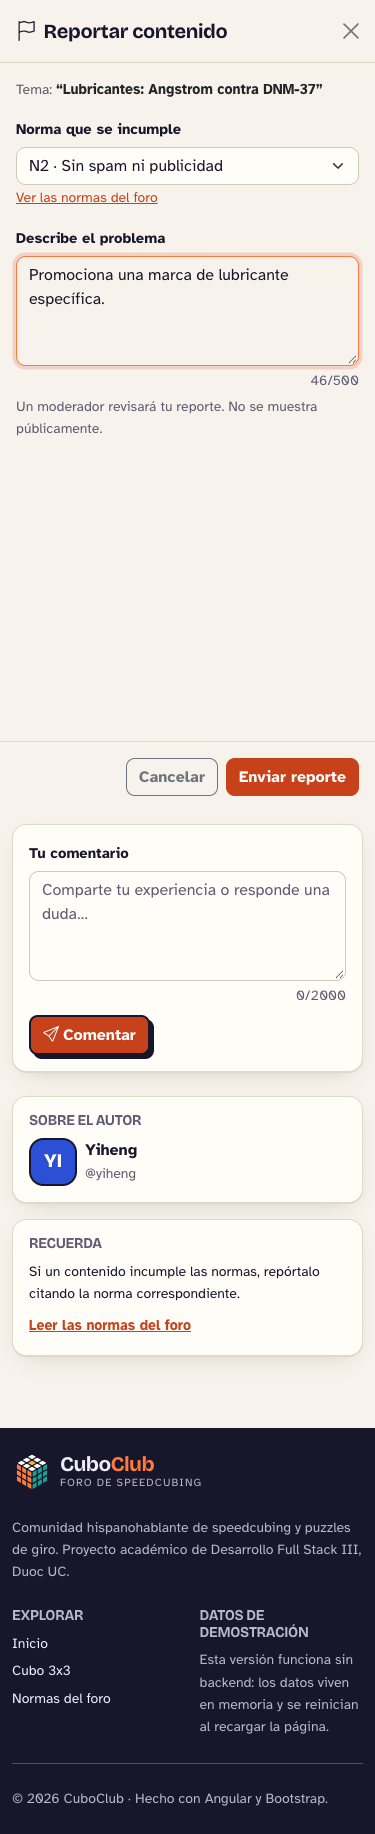 Reportar contenido
Tema: “Lubricantes: Angstrom contra DNM-37”
Norma que se incumple
N2 · Sin spam ni publicidad
Ver las normas del foro
Describe el problema
Promociona una marca de lubricante
específica.
46/500
Un moderador revisará tu reporte. No se muestra
públicamente.
Cancelar
Enviar reporte
Tu comentario
Comparte tu experiencia o responde una
duda...
0/2000
Comentar
SOBRE EL AUTOR
YI
Yiheng
@yiheng
RECUERDA
Si un contenido incumple las normas, repórtalo
citando la norma correspondiente.
Leer las normas del foro
CuboClub
FORO DE SPEEDCUBING
Comunidad hispanohablante de speedcubing y puzzles
de giro. Proyecto académico de Desarrollo Full Stack III,
Duoc UC.
EXPLORAR
Inicio
Cubo 3x3
Normas del foro
DATOS DE
DEMOSTRACIÓN
Esta versión funciona sin
backend: los datos viven
en memoria y se reinician
al recargar la página.
© 2026 CuboClub · Hecho con Angular y Bootstrap.